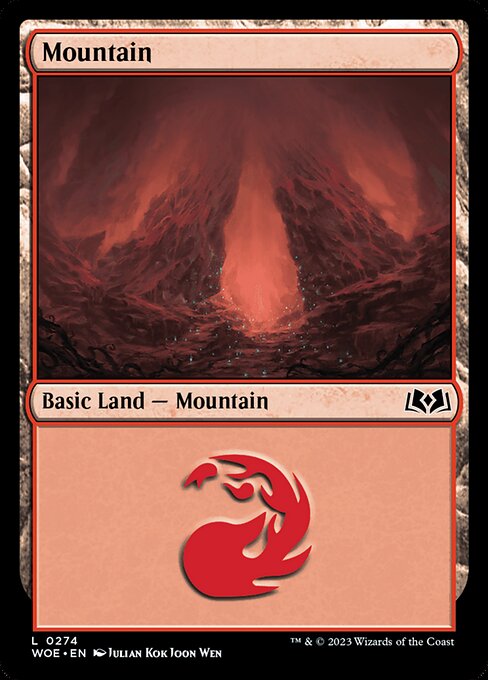 Mountain
Basic Land — Mountain
L 0274
™ & © 2023 Wizards of the Coast
WOE • EN Julian Kok Joon Wen